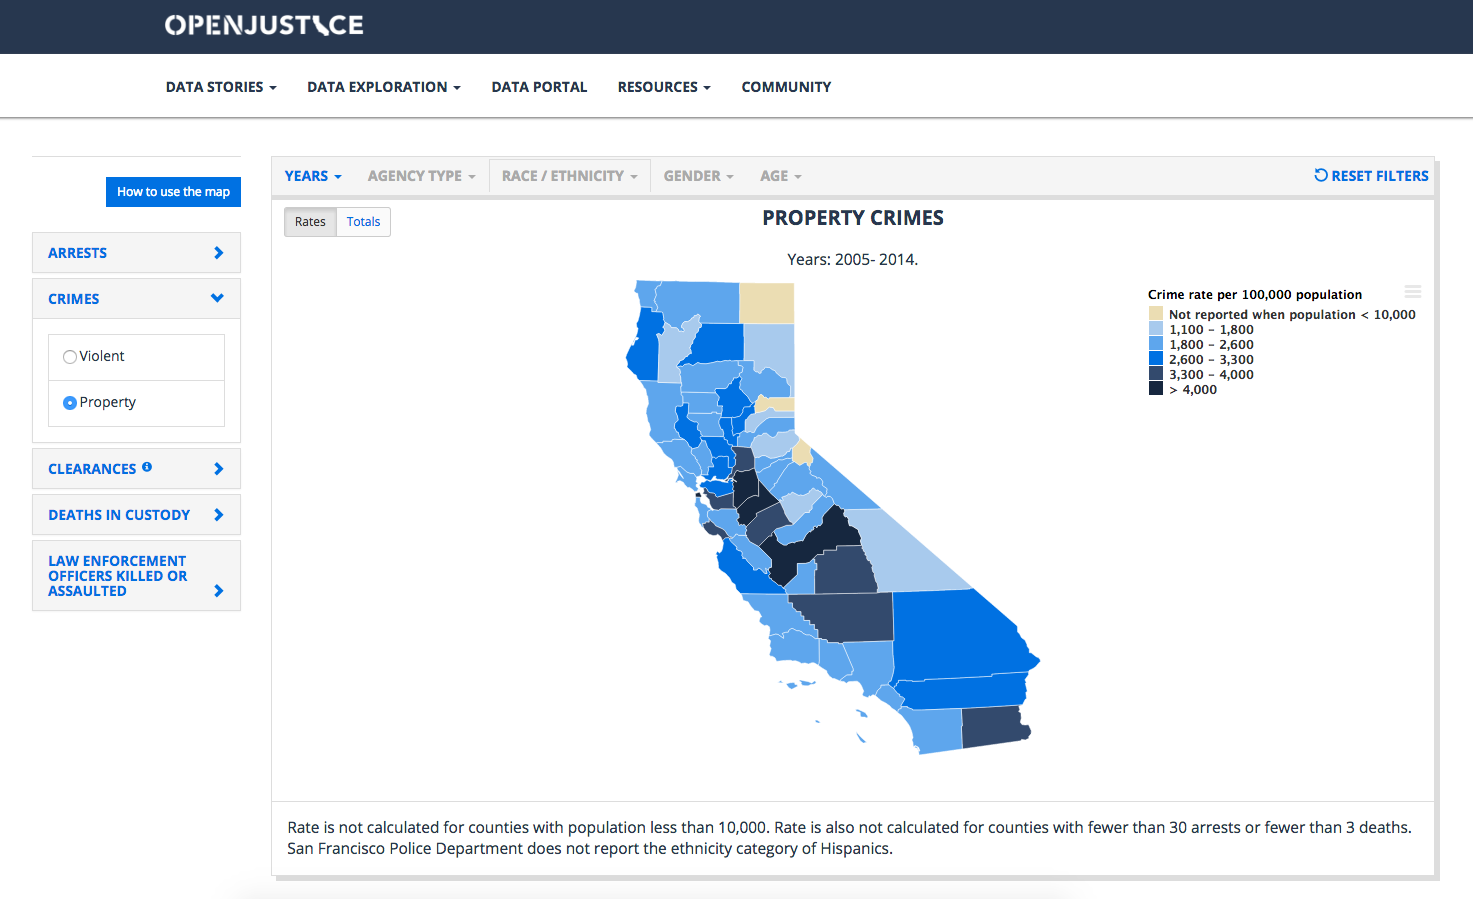 OPENJUSTICE
DATA STORIES
DATA EXPLORATION
DATA PORTAL
RESOURCES
COMMUNITY
How to use the map
ARRESTS
CRIMES
Violent
Property
CLEARANCES
DEATHS IN CUSTODY
LAW ENFORCEMENT
OFFICERS KILLED OR
ASSAULTED
YEARS
AGENCY TYPE
RACE / ETHNICITY
GENDER
AGE
RESET FILTERS
Rates
Totals
PROPERTY CRIMES
Years: 2005- 2014.
Crime rate per 100,000 population
Not reported when population < 10,000
1,100 - 1,800
1,800 - 2,600
2,600 - 3,300
3,300 - 4,000
> 4,000
Rate is not calculated for counties with population less than 10,000. Rate is also not calculated for counties with fewer than 30 arrests or fewer than 3 deaths.
San Francisco Police Department does not report the ethnicity category of Hispanics.